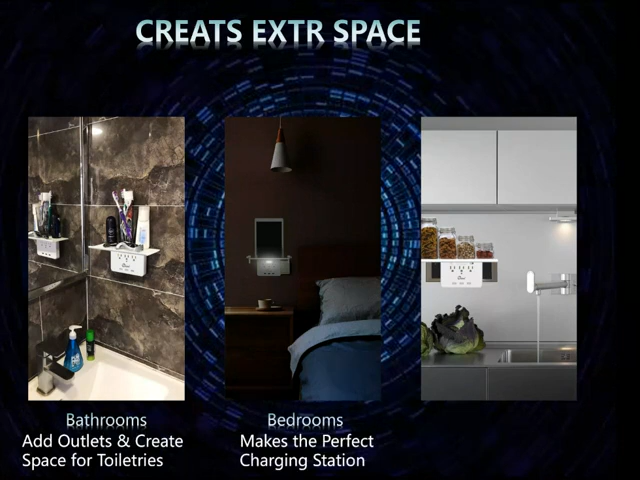 CREATS EXTR SPACE
Bathrooms
Add Outlets & Create
Space for Toiletries
Bedrooms
Makes the Perfect
Charging Station